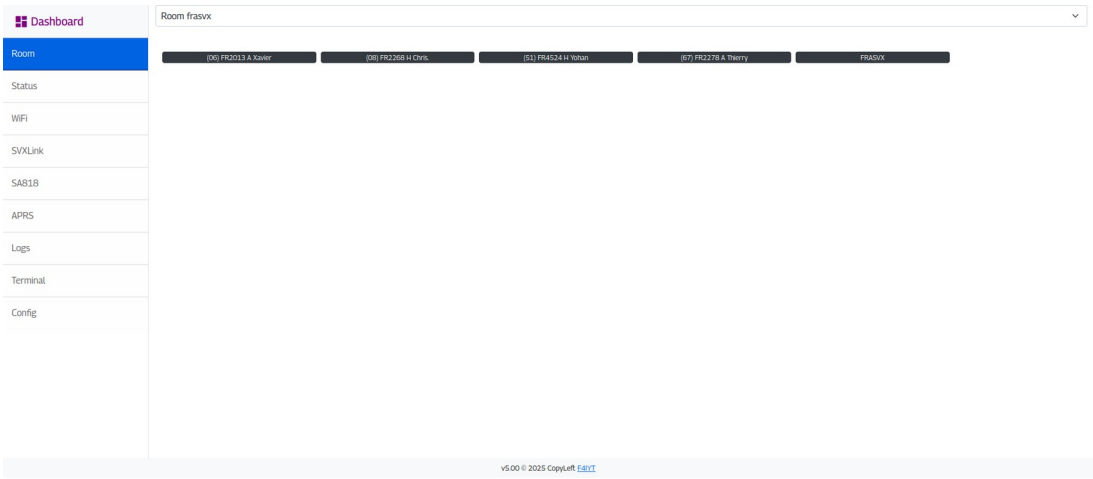 Dashboard
Room frasvx
Room
(06) FR2013 A Xavier
(08) FR2268 H Chris
(51) FR4524 H Yohan
(67) FR2278 A Thierry
FRASVX
Status
WiFi
SVXLink
SA818
APRS
Logs
Terminal
Config
v5.00 © 2025 CopyLeft F4IYT